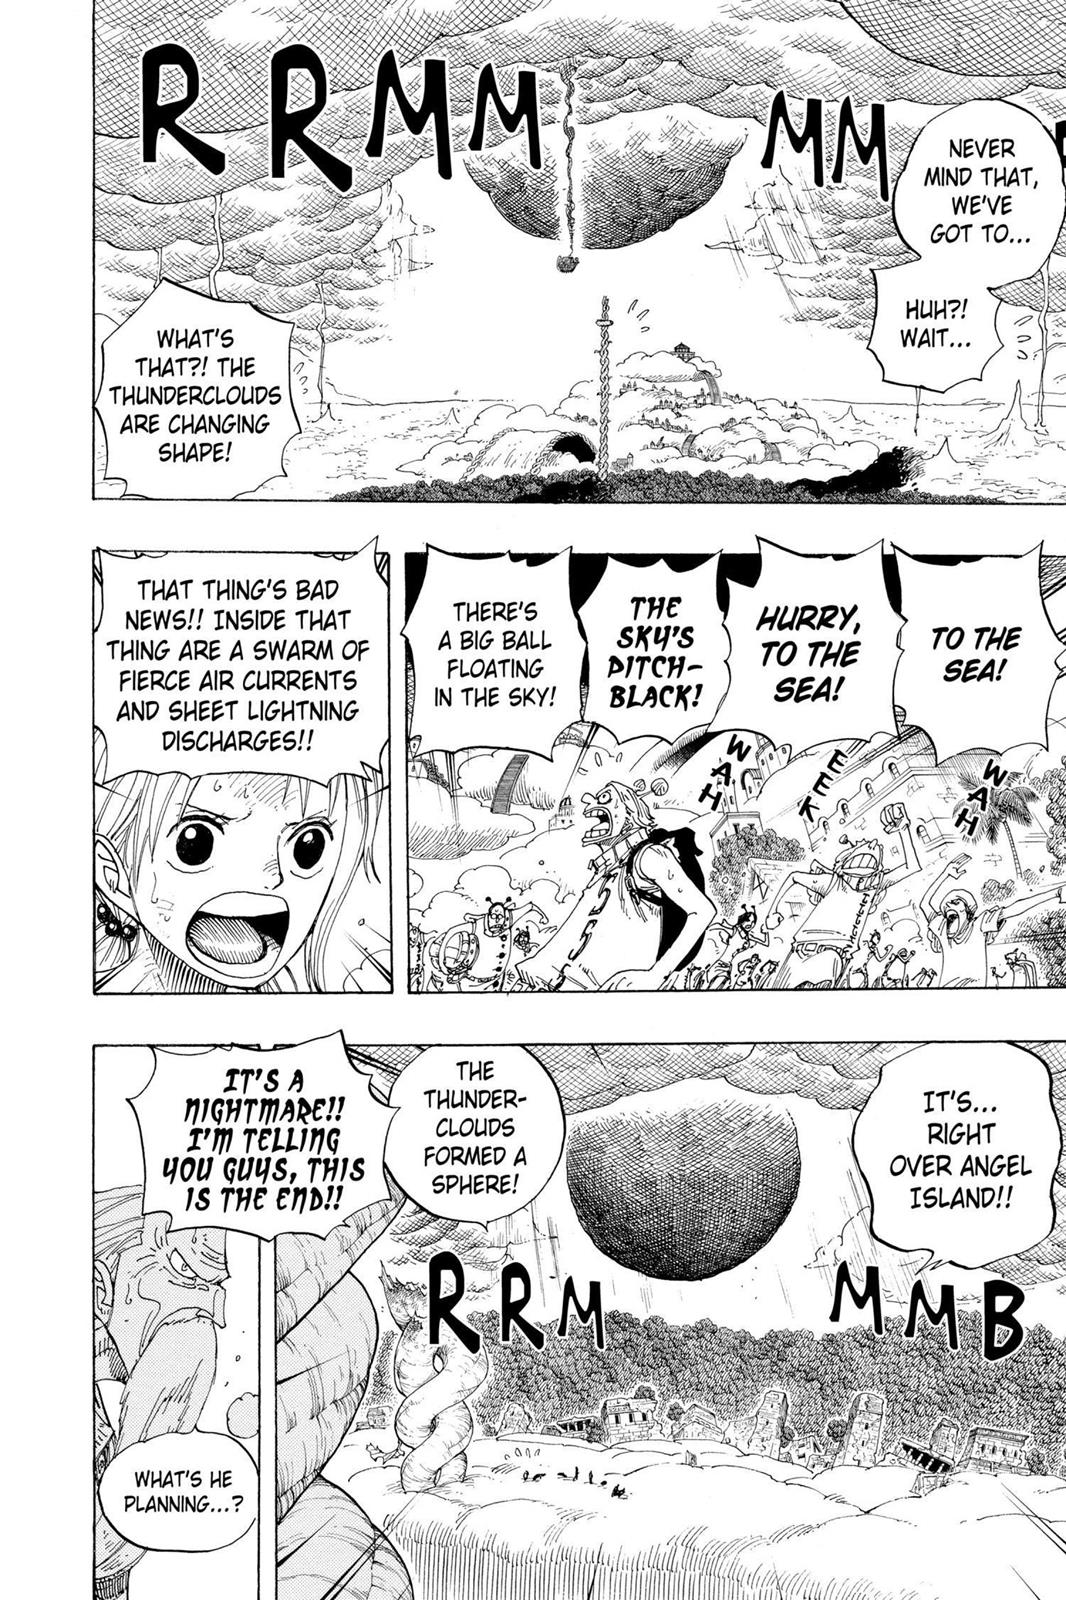 RRMM
MM
NEVER
MIND THAT,
WE'VE
GOT TO...
HUH?!
WAIT...
WHAT'S
THAT?! THE
THUNDERCLOUDS
ARE CHANGING
SHAPE!
TO THE
SEA!
HURRY,
TO THE
SEA!
THE
SKY'S
PITCH-
BLACK!
THERE'S
A BIG BALL
FLOATING
IN THE SKY!
WAH
EEK
WAH
THAT THING'S BAD
NEWS!! INSIDE THAT
THING ARE A SWARM OF
FIERCE AIR CURRENTS
AND SHEET LIGHTNING
DISCHARGES!!
IT'S...
RIGHT
OVER ANGEL
ISLAND!!
THE
THUNDER-
CLOUDS
FORMED A
SPHERE!
RRM
MMB
IT'S A
NIGHTMARE!!
I'M TELLING
YOU GUYS, THIS
IS THE END!!
WHAT'S HE
PLANNING...?